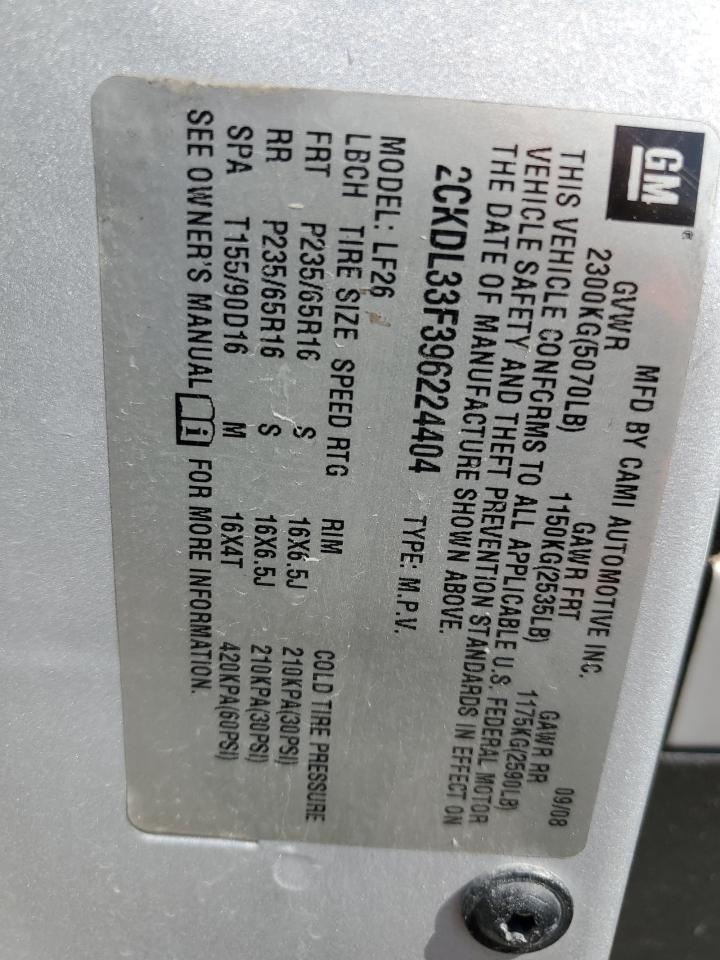 GM®
MFD BY CAMI AUTOMOTIVE INC. 09/08
GVWR GAWR FRT GAWR RR
2300KG(5070LB) 1150KG(2535LB) 1175KG(2590LB)
THIS VEHICLE CONFORMS TO ALL APPLICABLE U.S. FEDERAL MOTOR
VEHICLE SAFETY AND THEFT PREVENTION STANDARDS IN EFFECT ON
THE DATE OF MANUFACTURE SHOWN ABOVE.
2CKDL33F396224404 TYPE: M.P.V.
MODEL: LF26
LBCH TIRE SIZE SPEED RTG RIM COLD TIRE PRESSURE
FRT P235/65R16 S 16X6.5J 210KPA(30PSI)
RR P235/65R16 S 16X6.5J 210KPA(30PSI)
SPA T155/90D16 M 16X4T 420KPA(60PSI)
SEE OWNER'S MANUAL i FOR MORE INFORMATION.